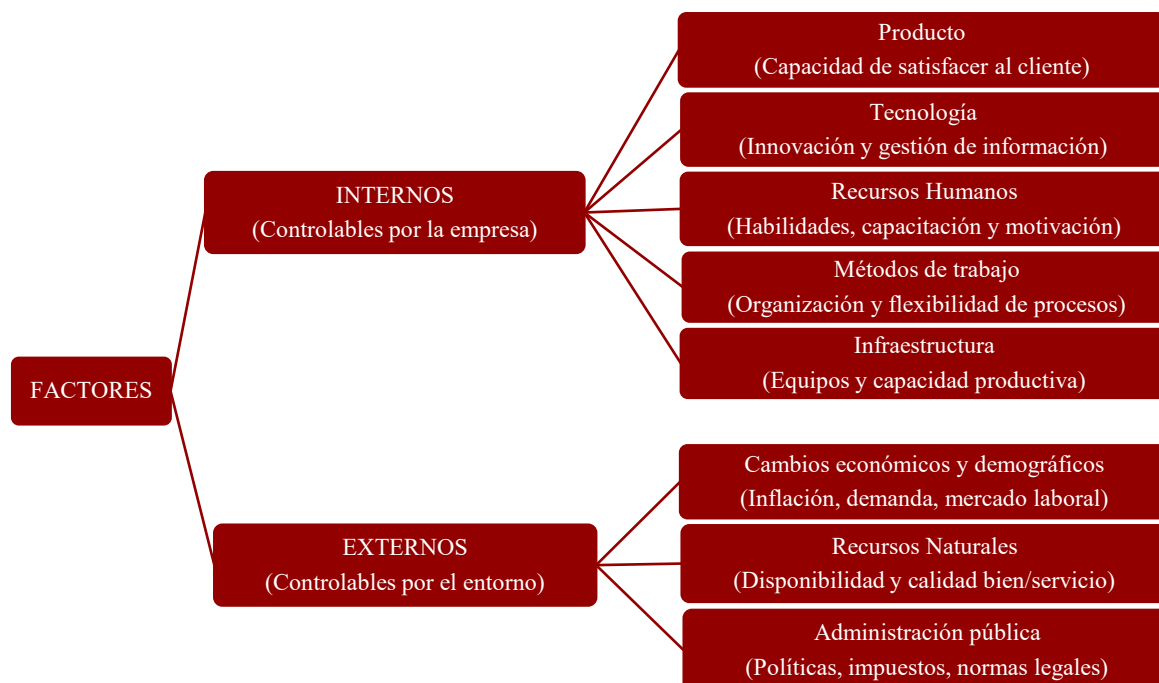 FACTORES
INTERNOS
(Controlables por la empresa)
Producto
(Capacidad de satisfacer al cliente)
Tecnología
(Innovación y gestión de información)
Recursos Humanos
(Habilidades, capacitación y motivación)
Métodos de trabajo
(Organización y flexibilidad de procesos)
Infraestructura
(Equipos y capacidad productiva)
EXTERNOS
(Controlables por el entorno)
Cambios económicos y demográficos
(Inflación, demanda, mercado laboral)
Recursos Naturales
(Disponibilidad y calidad bien/servicio)
Administración pública
(Políticas, impuestos, normas legales)